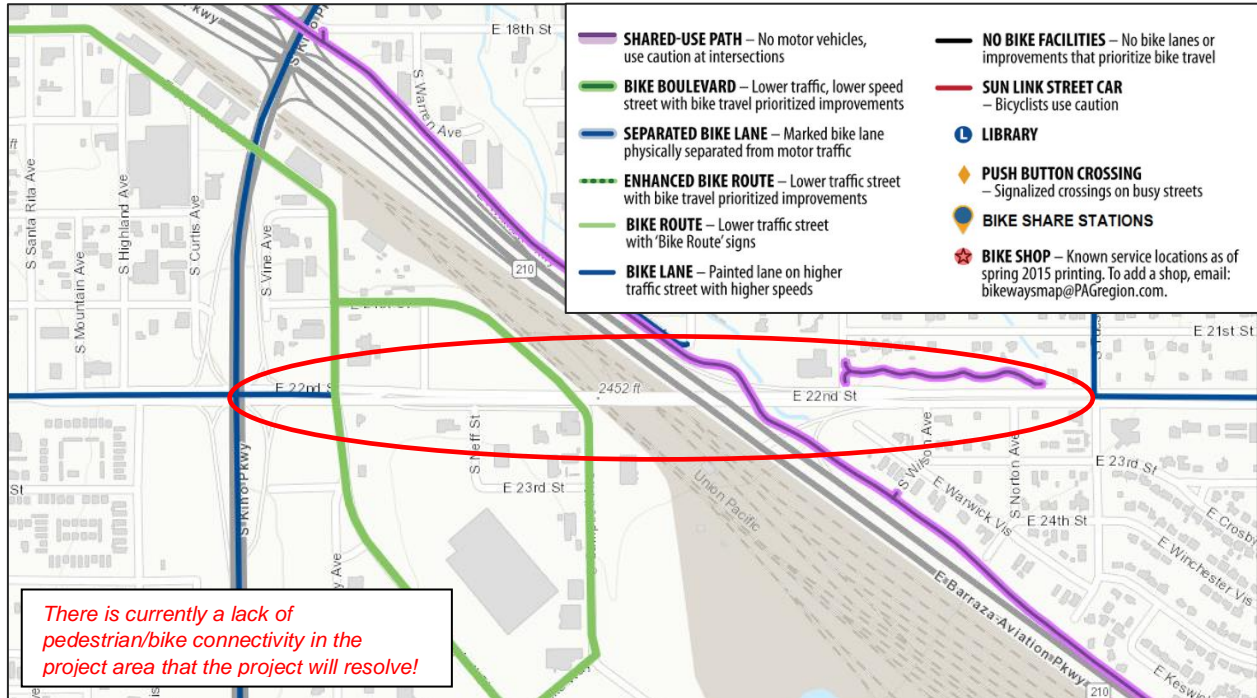 E 18th St
SHARED-USE PATH – No motor vehicles,
use caution at intersections
BIKE BOULEVARD – Lower traffic, lower speed
street with bike travel prioritized improvements
SEPARATED BIKE LANE – Marked bike lane
physically separated from motor traffic
ENHANCED BIKE ROUTE – Lower traffic street
with bike travel prioritized improvements
BIKE ROUTE – Lower traffic street
with 'Bike Route' signs
BIKE LANE – Painted lane on higher
traffic street with higher speeds
NO BIKE FACILITIES – No bike lanes or
improvements that prioritize bike travel
SUN LINK STREET CAR
– Bicyclists use caution
L LIBRARY
PUSH BUTTON CROSSING
– Signalized crossings on busy streets
BIKE SHARE STATIONS
BIKE SHOP – Known service locations as of
spring 2015 printing. To add a shop, email:
bikewaysmap@PAGregion.com.
S Warren Ave
ft
S Santa Rita Ave
S Highland Ave
S Mountain Ave
S Curtis Ave
S Vine Ave
210
E 21st St
E 22nd St
2452 ft
E 22nd St
S Neff St
S Wilson Ave
S Norton Ave
E 23rd St
E 23rd St
St
S Kino Pkwy
Union Pacific
E Warwick Vis
E 24th St
E Crosby
E Winchester Vis
E Barraza-Aviation Pkwy
E Keswick
210
There is currently a lack of
pedestrian/bike connectivity in the
project area that the project will resolve!